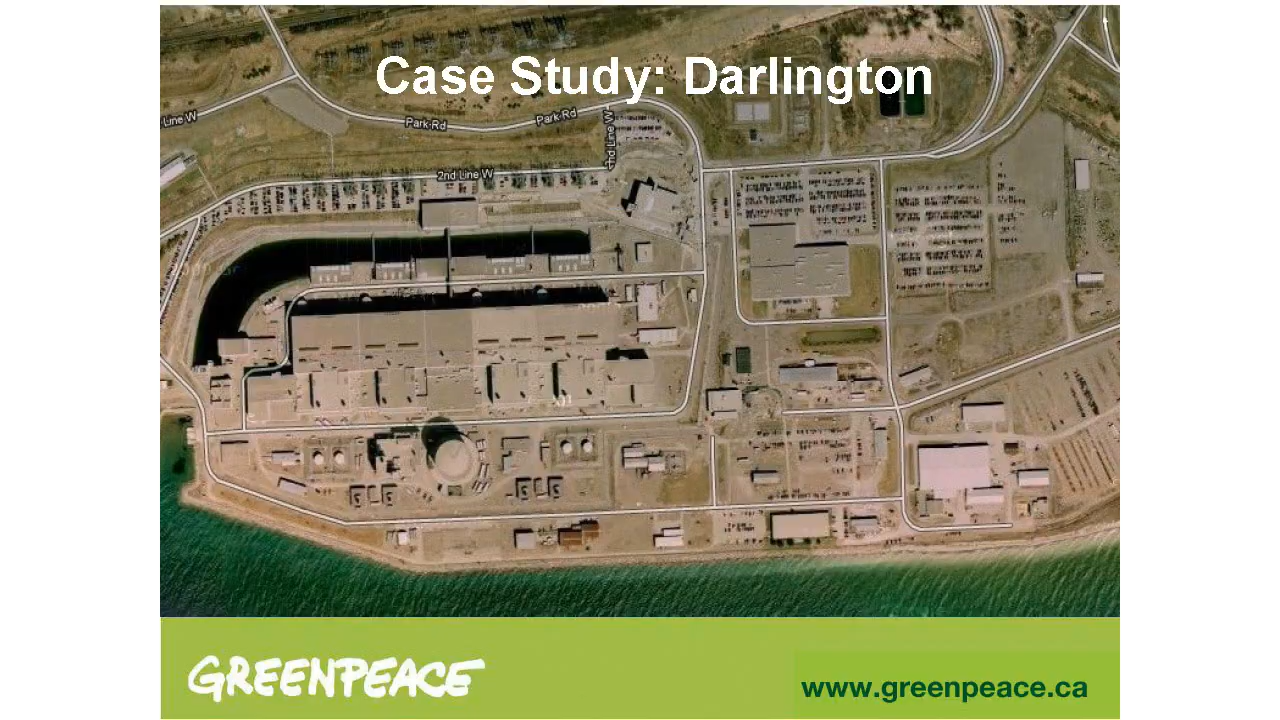 Case Study: Darlington
Line W
Park Rd
Park Rd
2nd Line W
2nd Line W
GREENPEACE
www.greenpeace.ca